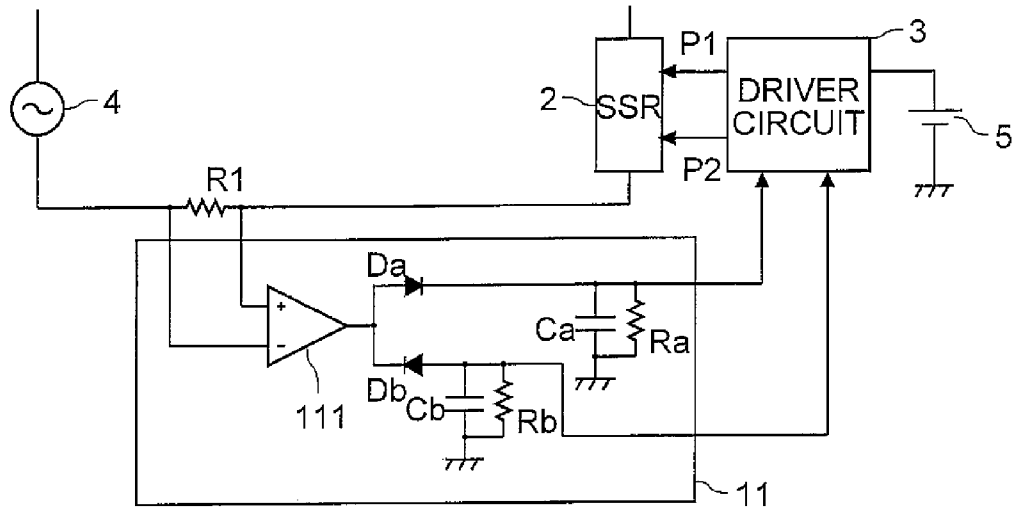 3
P1
4
2
SSR
DRIVER
CIRCUIT
5
P2
R1
Da
Ca
Ra
+
-
111
Db
Cb
Rb
11